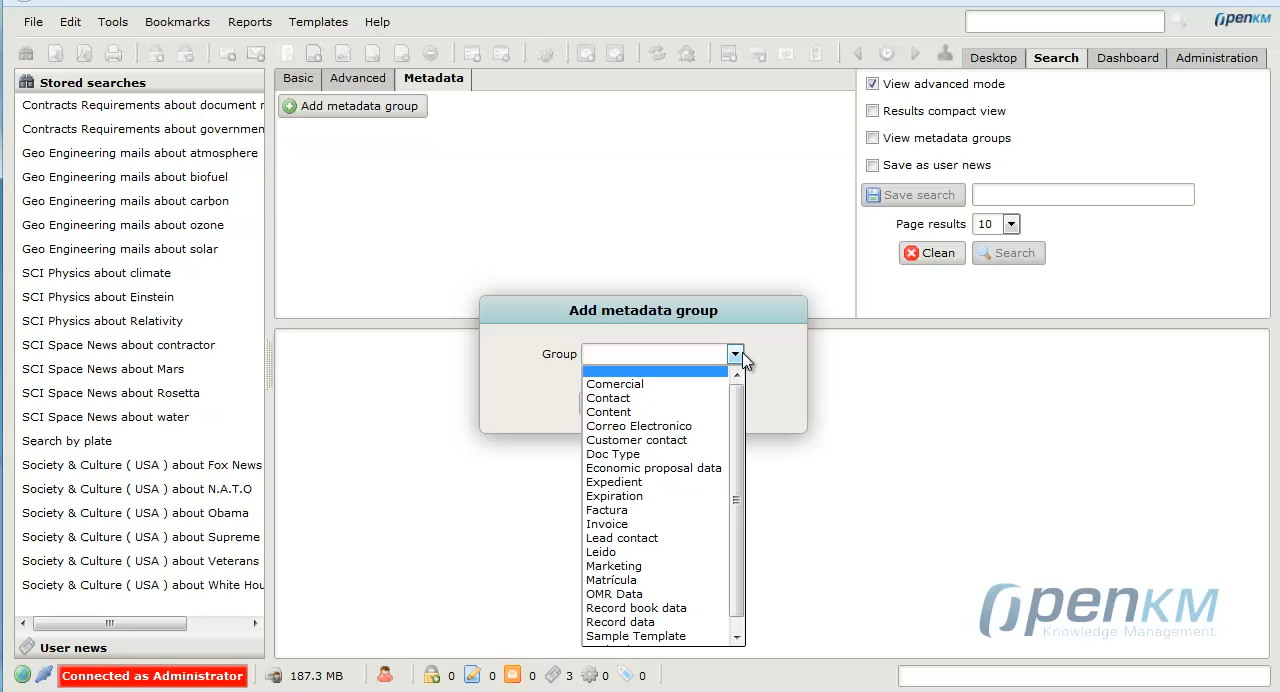 File Edit Tools Bookmarks Reports Templates Help
OPENKM
Desktop Search Dashboard Administration
Stored searches
Contracts Requirements about document r
Contracts Requirements about governmen
Geo Engineering mails about atmosphere
Geo Engineering mails about biofuel
Geo Engineering mails about carbon
Geo Engineering mails about ozone
Geo Engineering mails about solar
SCI Physics about climate
SCI Physics about Einstein
SCI Physics about Relativity
SCI Space News about contractor
SCI Space News about Mars
SCI Space News about Rosetta
SCI Space News about water
Search by plate
Society & Culture ( USA ) about Fox News
Society & Culture ( USA ) about N.A.T.O
Society & Culture ( USA ) about Obama
Society & Culture ( USA ) about Supreme
Society & Culture ( USA ) about Veterans
Society & Culture ( USA ) about White Hou
User news
Basic Advanced Metadata
Add metadata group
View advanced mode
Results compact view
View metadata groups
Save as user news
Save search
Page results 10
Clean Search
Add metadata group
Group
Comercial
Contact
Content
Correo Electronico
Customer contact
Doc Type
Economic proposal data
Expedient
Expiration
Factura
Invoice
Lead contact
Leido
Marketing
Matrícula
OMR Data
Record book data
Record data
Sample Template
OpenKM
Knowledge Management
Connected as Administrator 187.3 MB 0 0 0 3 0 0